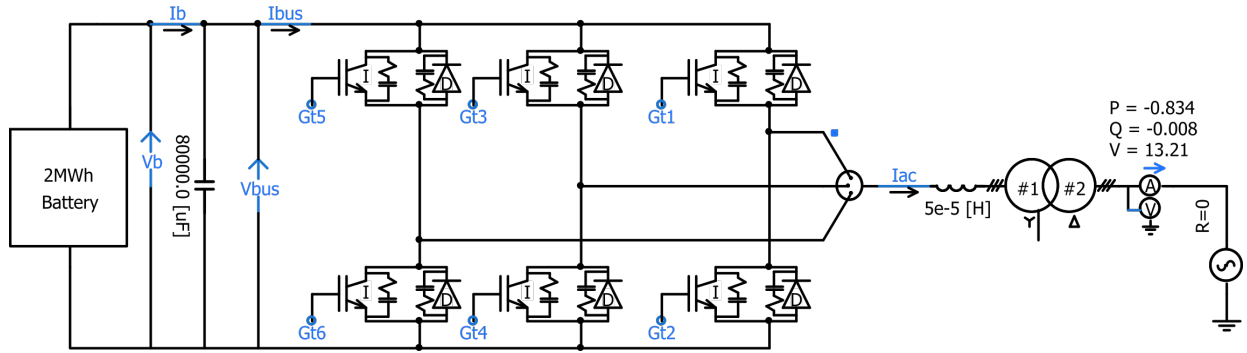 Ib
Ibus
I
D
I
D
I
D
Gt5
Gt3
Gt1
P = -0.834
Q = -0.008
V = 13.21
2MWh
Battery
Vb
80000.0 [uF]
Vbus
Iac
5e-5 [H]
#1
#2
A
V
R=0
I
D
I
D
I
D
Gt6
Gt4
Gt2